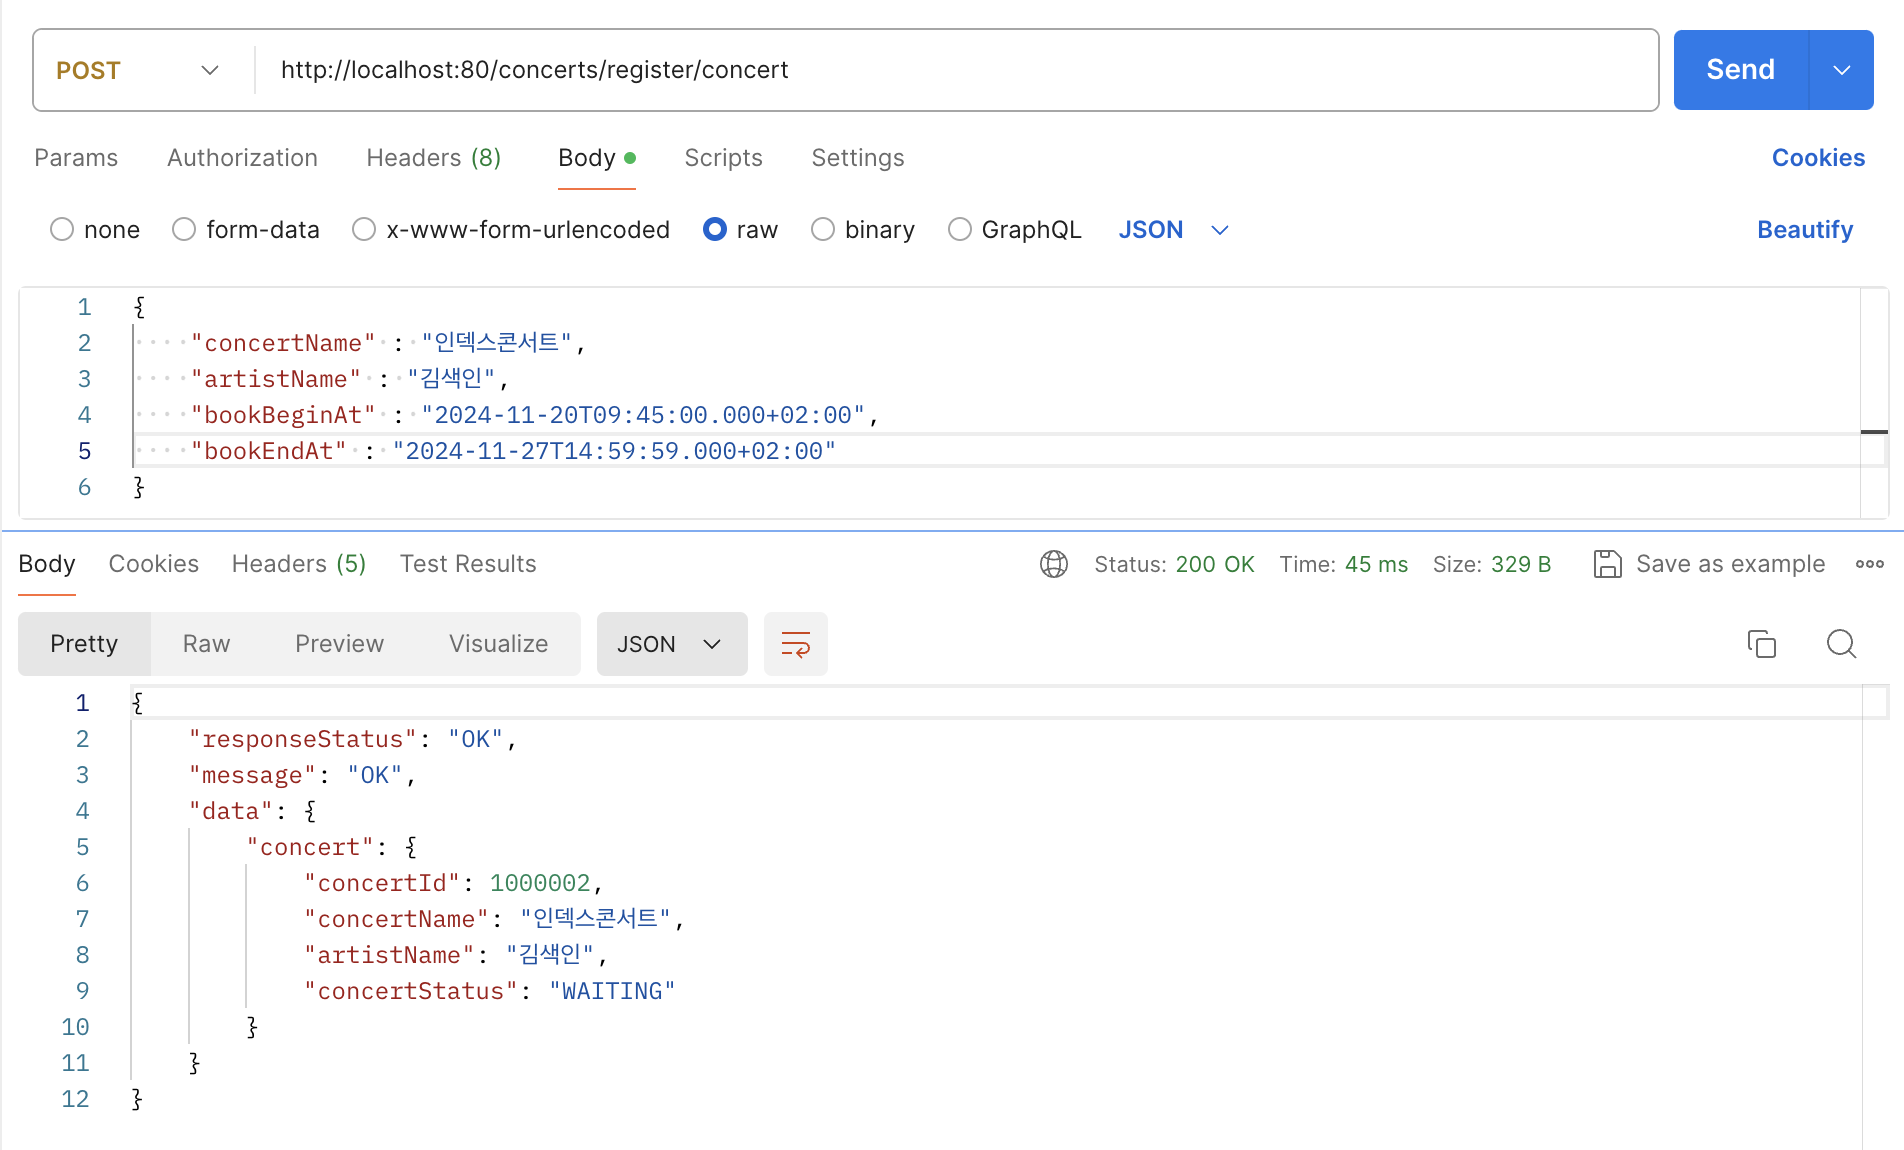 POST http://localhost:80/concerts/register/concert Send
Params Authorization Headers (8) Body Scripts Settings Cookies
none form-data x-www-form-urlencoded raw binary GraphQL JSON Beautify
1 {
2 "concertName" : "인덱스콘서트",
3 "artistName" : "김색인",
4 "bookBeginAt" : "2024-11-20T09:45:00.000+02:00",
5 "bookEndAt" : "2024-11-27T14:59:59.000+02:00"
6 }
Body Cookies Headers (5) Test Results Status: 200 OK Time: 45 ms Size: 329 B Save as example
Pretty Raw Preview Visualize JSON
1 {
2 "responseStatus": "OK",
3 "message": "OK",
4 "data": {
5 "concert": {
6 "concertId": 1000002,
7 "concertName": "인덱스콘서트",
8 "artistName": "김색인",
9 "concertStatus": "WAITING"
10 }
11 }
12 }